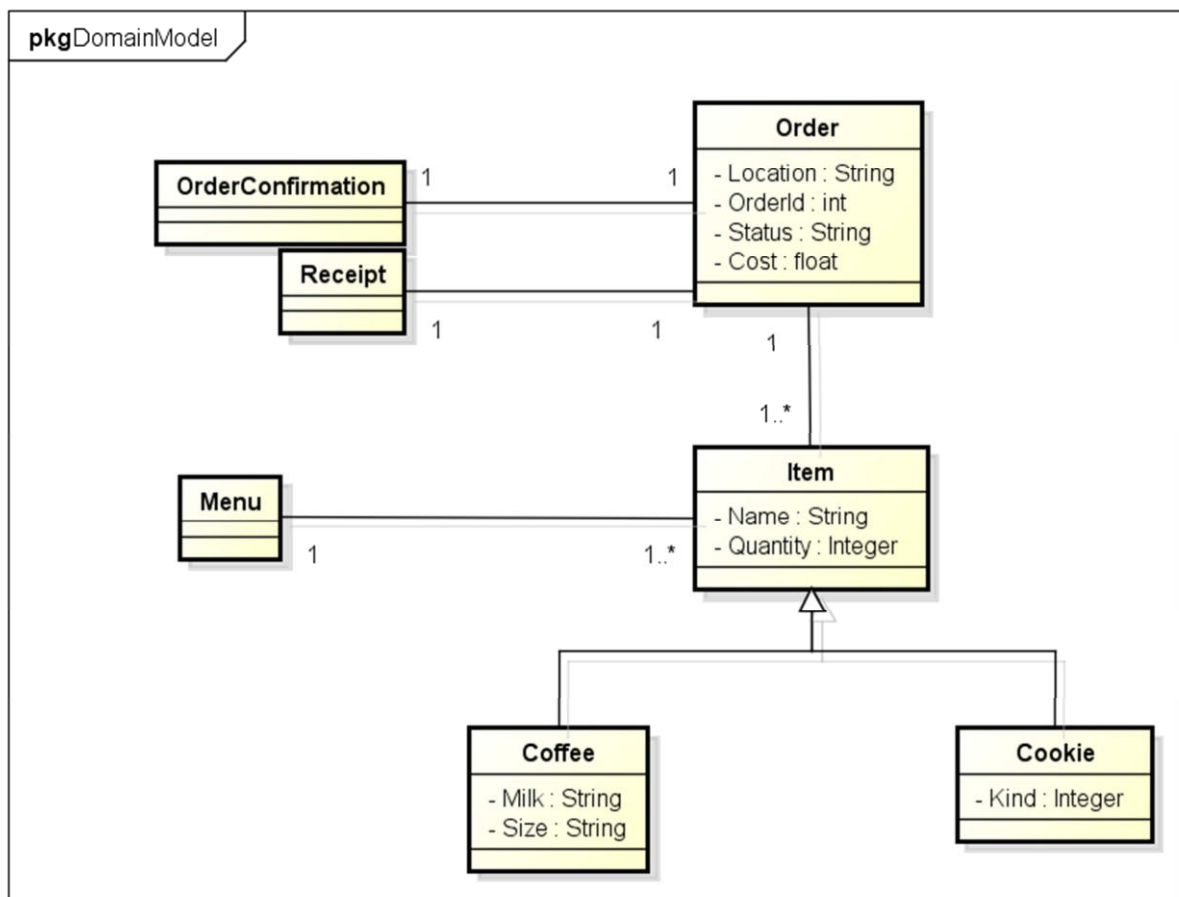 pkgDomainModel
Order
- Location : String
- OrderId : int
- Status : String
- Cost : float
OrderConfirmation
1
1
Receipt
1
1
1
1..*
Menu
1
1..*
Item
- Name : String
- Quantity : Integer
Coffee
- Milk : String
- Size : String
Cookie
- Kind : Integer